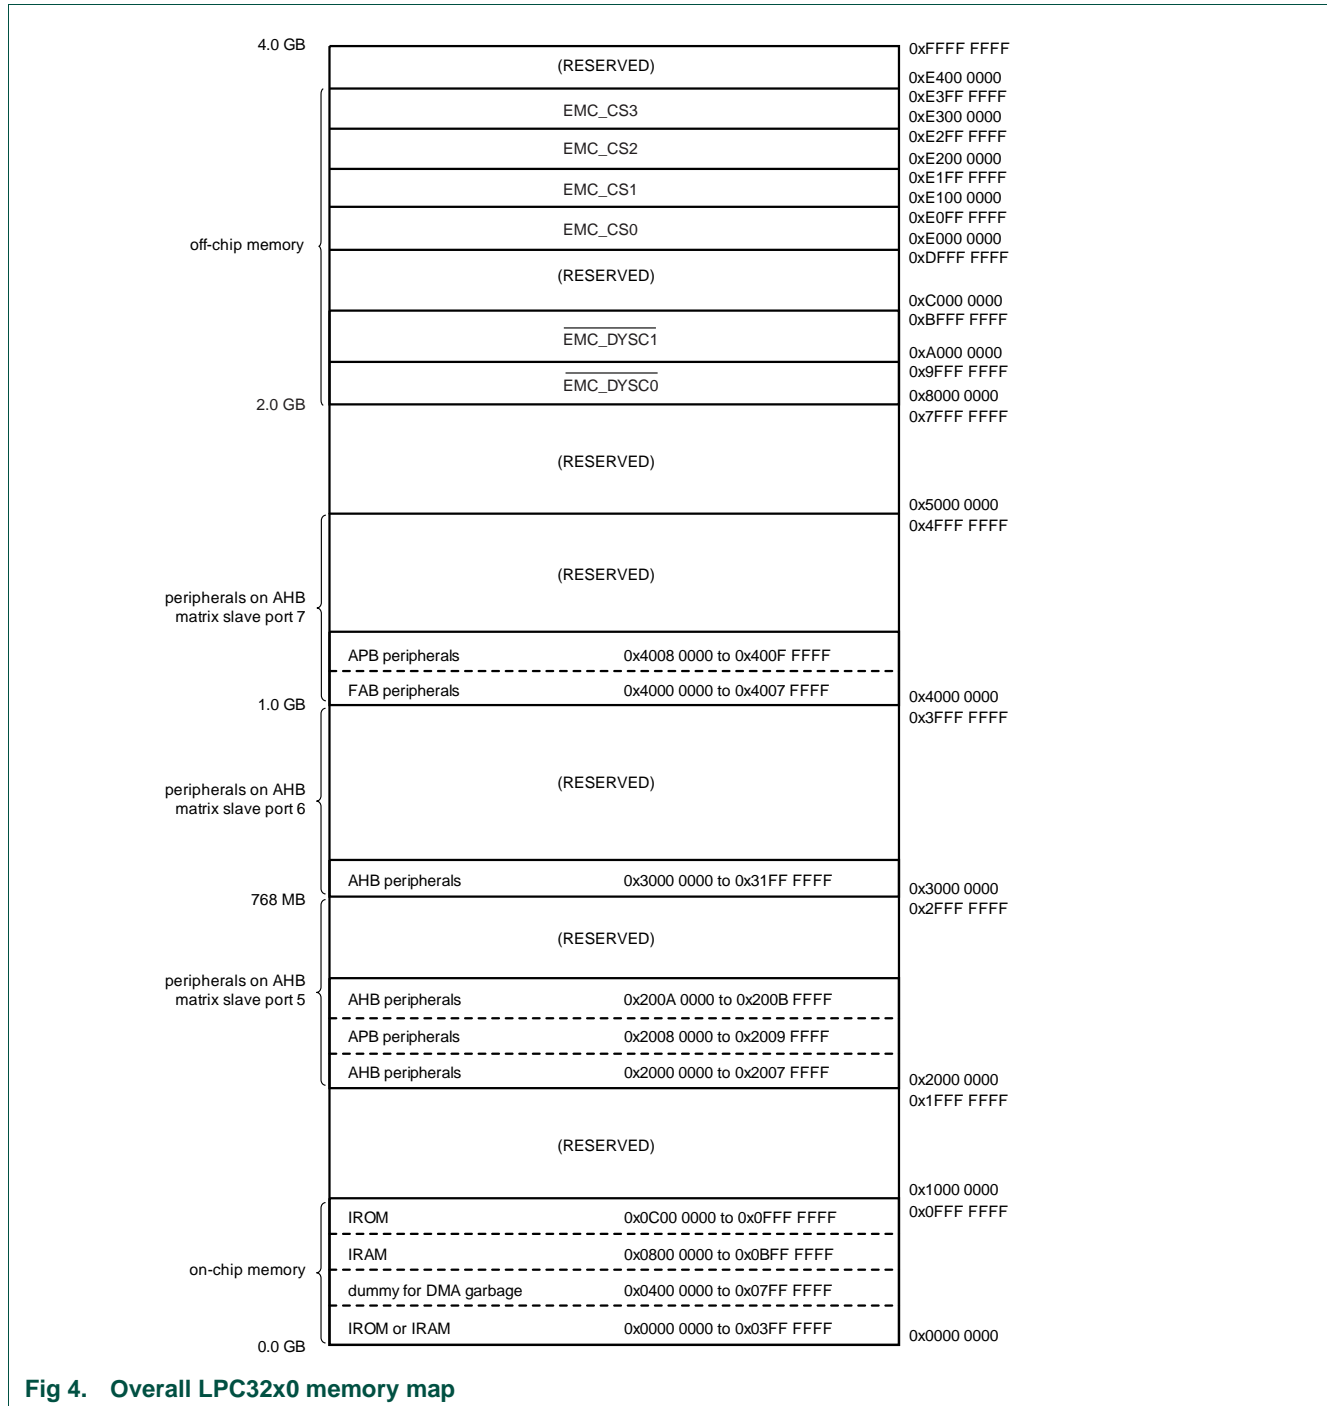 4.0 GB
0xFFFF FFFF
(RESERVED)
0xE400 0000
0xE3FF FFFF
EMC_CS3
0xE300 0000
0xE2FF FFFF
EMC_CS2
0xE200 0000
0xE1FF FFFF
EMC_CS1
0xE100 0000
0xE0FF FFFF
EMC_CS0
0xE000 0000
off-chip memory
0xDFFF FFFF
(RESERVED)
0xC000 0000
0xBFFF FFFF
EMC_DYSC1
0xA000 0000
0x9FFF FFFF
EMC_DYSC0
0x8000 0000
2.0 GB
0x7FFF FFFF
(RESERVED)
0x5000 0000
0x4FFF FFFF
(RESERVED)
peripherals on AHB
matrix slave port 7
APB peripherals 0x4008 0000 to 0x400F FFFF
FAB peripherals 0x4000 0000 to 0x4007 FFFF
0x4000 0000
1.0 GB
0x3FFF FFFF
(RESERVED)
peripherals on AHB
matrix slave port 6
AHB peripherals 0x3000 0000 to 0x31FF FFFF
0x3000 0000
768 MB
0x2FFF FFFF
(RESERVED)
peripherals on AHB
matrix slave port 5
AHB peripherals 0x200A 0000 to 0x200B FFFF
APB peripherals 0x2008 0000 to 0x2009 FFFF
AHB peripherals 0x2000 0000 to 0x2007 FFFF
0x2000 0000
0x1FFF FFFF
(RESERVED)
0x1000 0000
0x0FFF FFFF
IROM 0x0C00 0000 to 0x0FFF FFFF
IRAM 0x0800 0000 to 0x0BFF FFFF
on-chip memory
dummy for DMA garbage 0x0400 0000 to 0x07FF FFFF
IROM or IRAM 0x0000 0000 to 0x03FF FFFF
0x0000 0000
0.0 GB
Fig 4. Overall LPC32x0 memory map